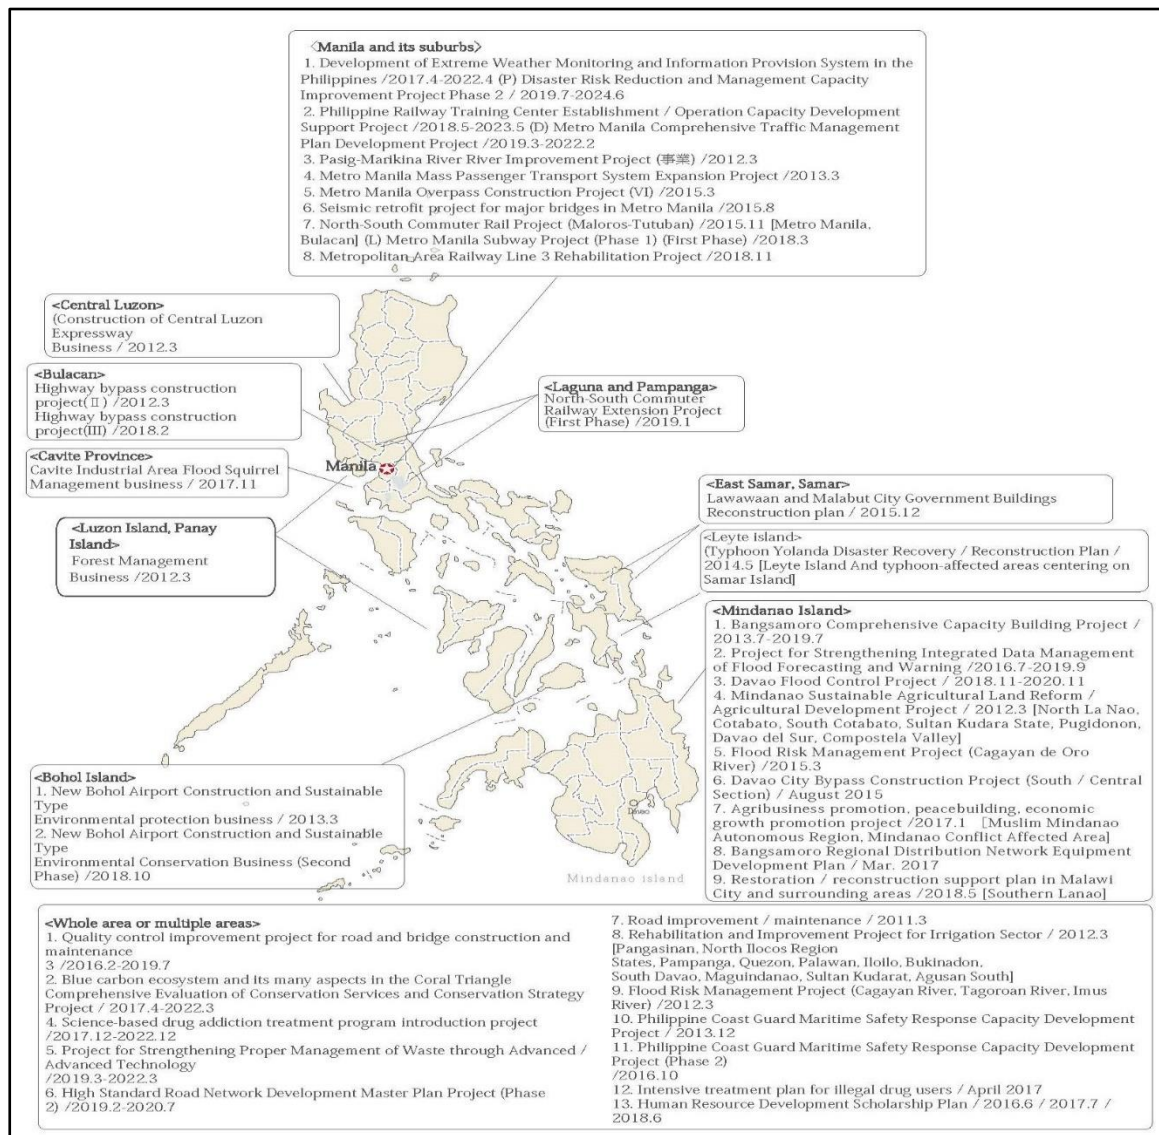 <Manila and its suburbs>
1. Development of Extreme Weather Monitoring and Information Provision System in the
Philippines /2017.4-2022.4 (P) Disaster Risk Reduction and Management Capacity
Improvement Project Phase 2 / 2019.7-2024.6
2. Philippine Railway Training Center Establishment / Operation Capacity Development
Support Project /2018.5-2023.5 (D) Metro Manila Comprehensive Traffic Management
Plan Development Project /2019.3-2022.2
3. Pasig-Marikina River River Improvement Project (事業) /2012.3
4. Metro Manila Mass Passenger Transport System Expansion Project /2013.3
5. Metro Manila Overpass Construction Project (VI) /2015.3
6. Seismic retrofit project for major bridges in Metro Manila /2015.8
7. North-South Commuter Rail Project (Maloros-Tutuban) /2015.11 [Metro Manila,
Bulacan] (L) Metro Manila Subway Project (Phase 1) (First Phase) /2018.3
8. Metropolitan Area Railway Line 3 Rehabilitation Project /2018.11
<Central Luzon>
(Construction of Central Luzon
Expressway
Business / 2012.3
<Bulacan>
Highway bypass construction
project(Ⅱ) /2012.3
Highway bypass construction
project(III) /2018.2
<Laguna and Pampanga>
North-South Commuter
Railway Extension Project
(First Phase) /2019.1
<Cavite Province>
Cavite Industrial Area Flood Squirrel
Management business / 2017.11
Manila
<East Samar, Samar>
Lawawaan and Malabut City Government Buildings
Reconstruction plan / 2015.12
<Luzon Island, Panay
Island>
Forest Management
Business /2012.3
<Leyte island>
(Typhoon Yolanda Disaster Recovery / Reconstruction Plan /
2014.5 [Leyte Island And typhoon-affected areas centering on
Samar Island]
<Mindanao Island>
1. Bangsamoro Comprehensive Capacity Building Project /
2013.7-2019.7
2. Project for Strengthening Integrated Data Management
of Flood Forecasting and Warning /2016.7-2019.9
3. Davao Flood Control Project / 2018.11-2020.11
4. Mindanao Sustainable Agricultural Land Reform /
Agricultural Development Project / 2012.3 [North La Nao,
Cotabato, South Cotabato, Sultan Kudara State, Pugidonon,
Davao del Sur, Compostela Valley]
5. Flood Risk Management Project (Cagayan de Oro
River) /2015.3
6. Davao City Bypass Construction Project (South / Central
Section) / August 2015
7. Agribusiness promotion, peacebuilding, economic
growth promotion project /2017.1 [Muslim Mindanao
Autonomous Region, Mindanao Conflict Affected Area]
8. Bangsamoro Regional Distribution Network Equipment
Development Plan / Mar. 2017
9. Restoration / reconstruction support plan in Malawi
City and surrounding areas /2018.5 [Southern Lanao]
<Bohol Island>
1. New Bohol Airport Construction and Sustainable
Type
Environmental protection business / 2013.3
2. New Bohol Airport Construction and Sustainable
Type
Environmental Conservation Business (Second
Phase) /2018.10
Davao
Mindanao island
<Whole area or multiple areas>
1. Quality control improvement project for road and bridge construction and
maintenance
3 /2016.2-2019.7
2. Blue carbon ecosystem and its many aspects in the Coral Triangle
Comprehensive Evaluation of Conservation Services and Conservation Strategy
Project / 2017.4-2022.3
4. Science-based drug addiction treatment program introduction project
/2017.12-2022.12
5. Project for Strengthening Proper Management of Waste through Advanced /
Advanced Technology
/2019.3-2022.3
6. High Standard Road Network Development Master Plan Project (Phase
2) /2019.2-2020.7
7. Road improvement / maintenance / 2011.3
8. Rehabilitation and Improvement Project for Irrigation Sector / 2012.3
[Pangasinan, North Ilocos Region
States, Pampanga, Quezon, Palawan, Iloilo, Bukinadon,
South Davao, Maguindanao, Sultan Kudarat, Agusan South]
9. Flood Risk Management Project (Cagayan River, Tagoroan River, Imus
River) /2012.3
10. Philippine Coast Guard Maritime Safety Response Capacity Development
Project / 2013.12
11. Philippine Coast Guard Maritime Safety Response Capacity Development
Project (Phase 2)
/2016.10
12. Intensive treatment plan for illegal drug users / April 2017
13. Human Resource Development Scholarship Plan / 2016.6 / 2017.7 /
2018.6